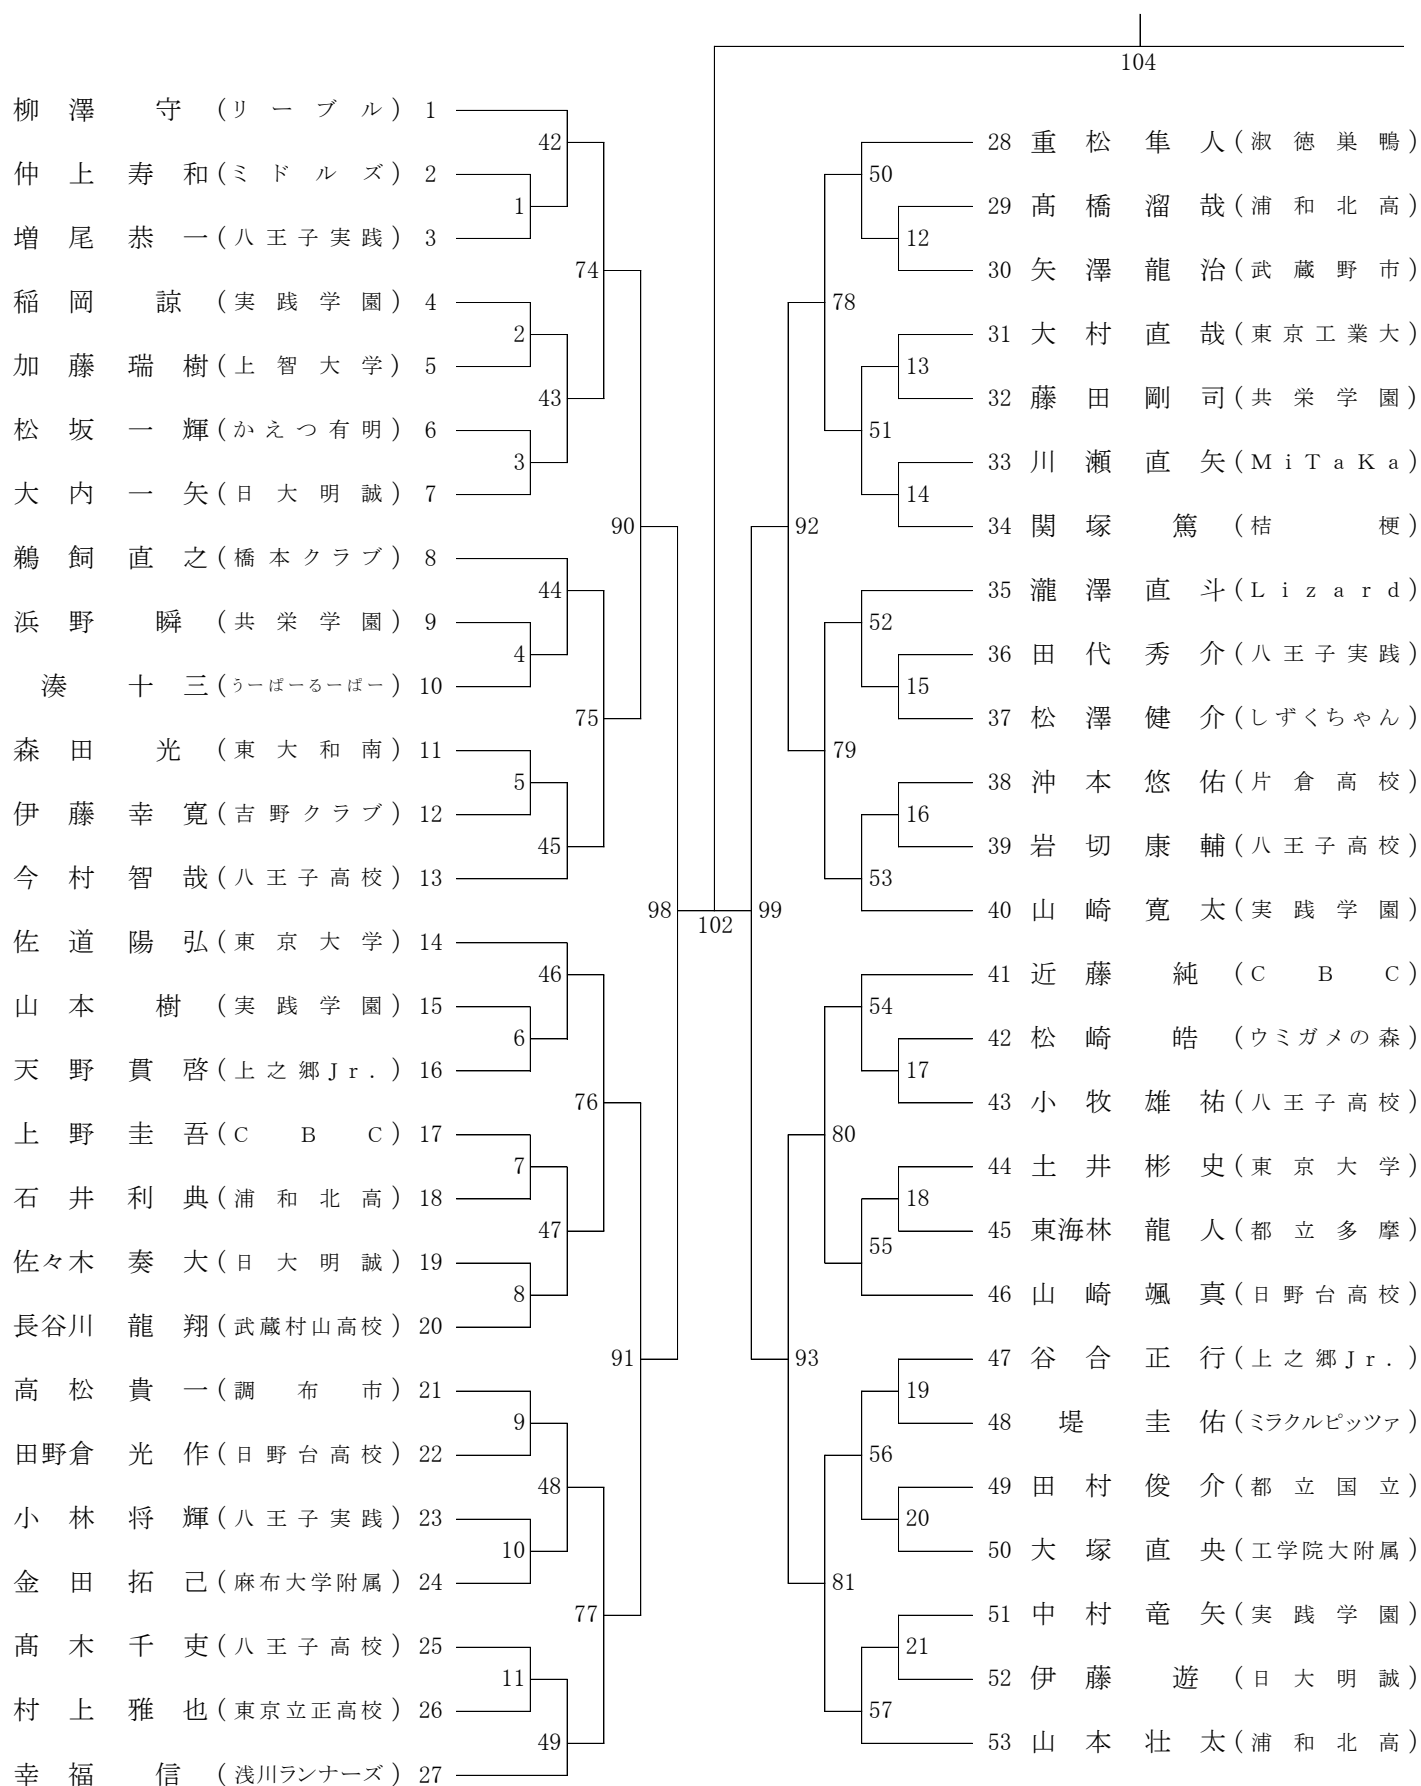 104
柳澤 守 (リーブル) 1
仲上 寿和 (ミドルズ) 2
増尾 恭一 (八王子実践) 3
稲岡 諒 (実践学園) 4
加藤 瑞樹 (上智大学) 5
松坂 一輝 (かえつ有明) 6
大内 一矢 (日大明誠) 7
鵜飼 直之 (橋本クラブ) 8
浜野 瞬 (共栄学園) 9
湊 十三 (うーぱーるーぱー) 10
森田 光 (東大和南) 11
伊藤 幸寛 (吉野クラブ) 12
今村 智哉 (八王子高校) 13
佐道 陽弘 (東京大学) 14
山本 樹 (実践学園) 15
天野 貫啓 (上之郷Jr.) 16
上野 圭吾 (CBC) 17
石井 利典 (浦和北高) 18
佐々木 奏大 (日大明誠) 19
長谷川 龍翔 (武蔵村山高校) 20
高松 貴一 (調布市) 21
田野倉 光作 (日野台高校) 22
小林 将輝 (八王子実践) 23
金田 拓己 (麻布大学附属) 24
髙木 千吏 (八王子高校) 25
村上 雅也 (東京立正高校) 26
幸福 信 (浅川ランナーズ) 27
42
1
74
2
43
3
90
44
4
75
5
45
98
46
6
76
7
47
8
91
9
48
10
77
11
49
102
99
50
12
78
13
51
14
92
52
15
79
16
53
54
17
80
18
55
93
19
56
20
81
21
57
28 重松 隼人 (淑徳巣鴨)
29 髙橋 溜哉 (浦和北高)
30 矢澤 龍治 (武蔵野市)
31 大村 直哉 (東京工業大)
32 藤田 剛司 (共栄学園)
33 川瀬 直矢 (MiTaKa)
34 関塚 篤 (桔梗)
35 瀧澤 直斗 (Lizard)
36 田代 秀介 (八王子実践)
37 松澤 健介 (しずくちゃん)
38 沖本 悠佑 (片倉高校)
39 岩切 康輔 (八王子高校)
40 山崎 寛太 (実践学園)
41 近藤 純 (CBC)
42 松崎 皓 (ウミガメの森)
43 小牧 雄祐 (八王子高校)
44 土井 彬史 (東京大学)
45 東海林 龍人 (都立多摩)
46 山崎 颯真 (日野台高校)
47 谷合 正行 (上之郷Jr.)
48 堤 圭佑 (ミラクルピッツァ)
49 田村 俊介 (都立国立)
50 大塚 直央 (工学院大附属)
51 中村 竜矢 (実践学園)
52 伊藤 遊 (日大明誠)
53 山本 壮太 (浦和北高)